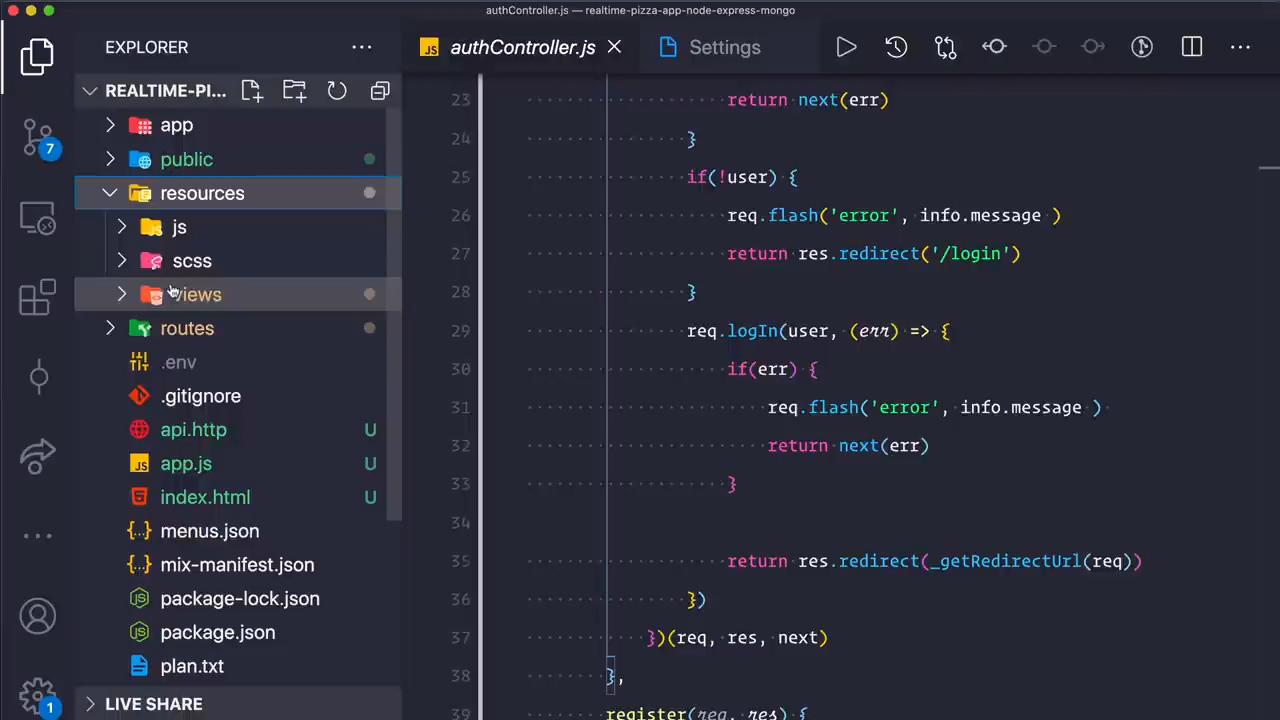 authController.js — realtime-pizza-app-node-express-mongo
EXPLORER
authController.js
Settings
REALTIME-PI...
app
public
resources
js
scss
views
routes
.env
.gitignore
api.http U
app.js U
index.html U
menus.json
mix-manifest.json
package-lock.json
package.json
plan.txt
LIVE SHARE
7
1
23 return next(err)
24 }
25 if(!user) {
26 req.flash('error', info.message )
27 return res.redirect('/login')
28 }
29 req.logIn(user, (err) => {
30 if(err) {
31 req.flash('error', info.message )
32 return next(err)
33 }
34
35 return res.redirect(_getRedirectUrl(req))
36 })
37 })(req, res, next)
38 },
39 register(req, res) {